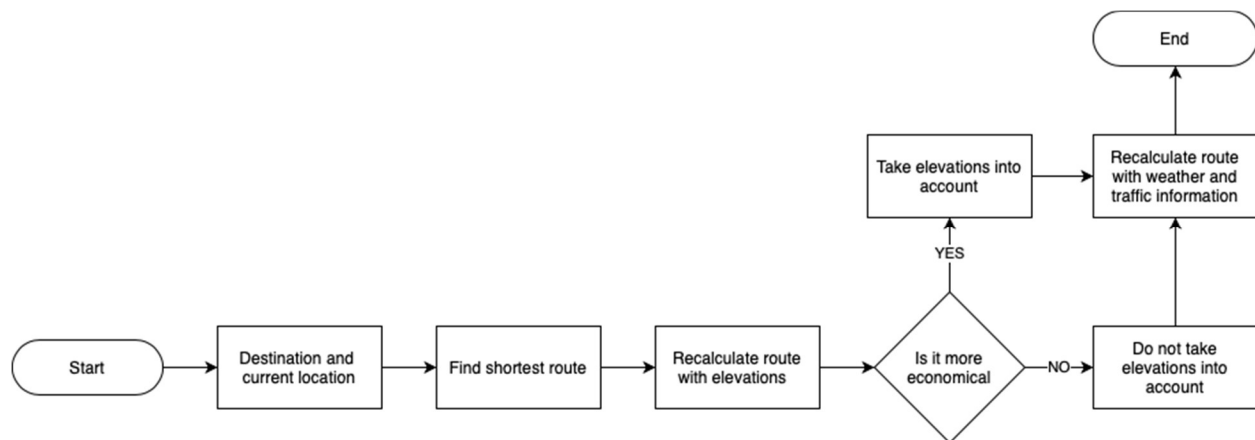 Start
Destination and
current location
Find shortest route
Recalculate route
with elevations
Is it more
economical
YES
Take elevations into
account
NO
Do not take
elevations into
account
Recalculate route
with weather and
traffic information
End